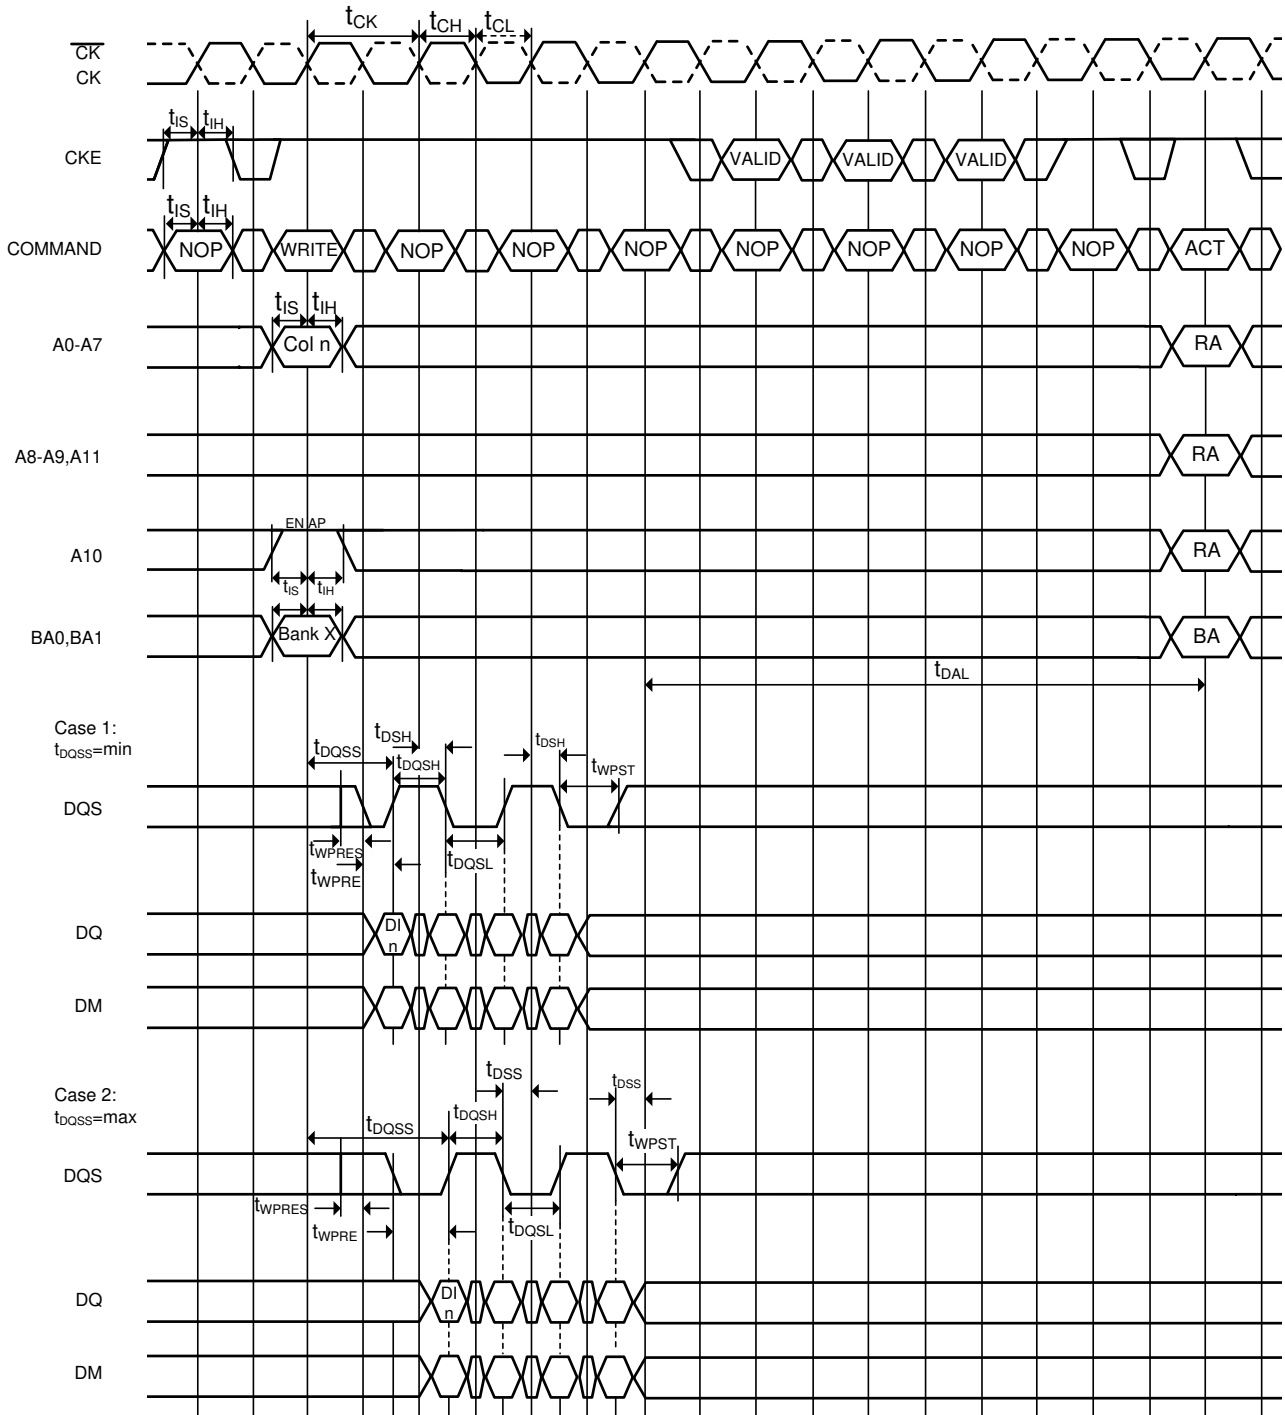 tCK tCH tCL
CK
CK
tIS tIH
CKE VALID VALID VALID
tIS tIH
COMMAND NOP WRITE NOP NOP NOP NOP NOP NOP NOP ACT
tIS tIH
A0-A7 Col n RA
A8-A9,A11 RA
EN AP
A10 RA
tIS tIH
BA0,BA1 Bank X BA
tDAL
Case 1:
tDQSS=min
tDSH tDSH
tDQSS tDQSH tWPST
DQS
tWPRES tDQSL
tWPRE
DQ DI
n
DM
Case 2:
tDQSS=max
tDSS tDSS
tDQSS tDQSH tWPST
DQS
tWPRES
tWPRE tDQSL
DQ DI
n
DM